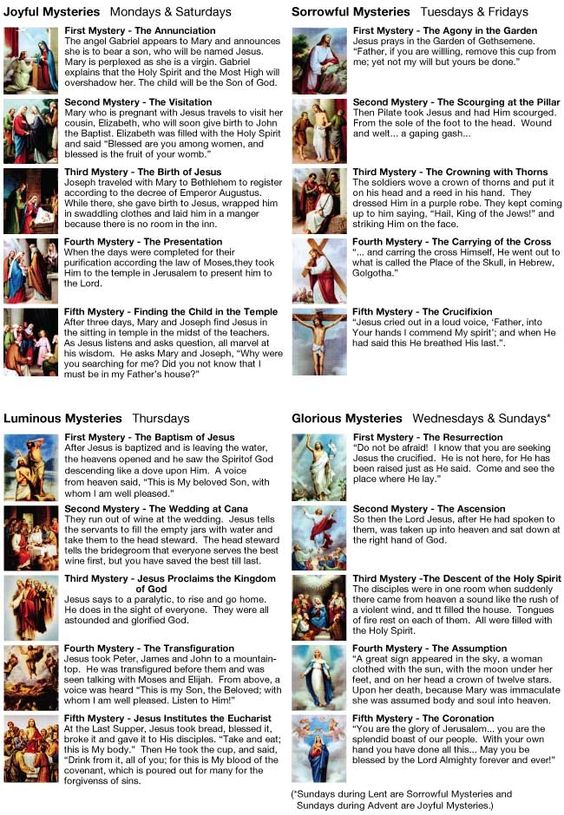 Joyful Mysteries Mondays & Saturdays
First Mystery - The Annunciation
The angel Gabriel appears to Mary and announces
she is to bear a son, who will be named Jesus.
Mary is perplexed as she is a virgin. Gabriel
explains that the Holy Spirit and the Most High will
overshadow her. The child will be the Son of God.
Second Mystery - The Visitation
Mary who is pregnant with Jesus travels to visit her
cousin, Elizabeth, who will soon give birth to John
the Baptist. Elizabeth was filled with the Holy Spirit
and said “Blessed are you among women, and
blessed is the fruit of your womb.”
Third Mystery - The Birth of Jesus
Joseph traveled with Mary to Bethlehem to register
according to the decree of Emperor Augustus.
While there, she gave birth to Jesus, wrapped him
in swaddling clothes and laid him in a manger
because there is no room in the inn.
Fourth Mystery - The Presentation
When the days were completed for their
purification according the law of Moses,they took
Him to the temple in Jerusalem to present him to
the Lord.
Fifth Mystery - Finding the Child in the Temple
After three days, Mary and Joseph find Jesus in
the sitting in temple in the midst of the teachers.
As Jesus listens and asks question, all marvel at
his wisdom. He asks Mary and Joseph, “Why were
you searching for me? Did you not know that I
must be in my Father’s house?”
Sorrowful Mysteries Tuesdays & Fridays
First Mystery - The Agony in the Garden
Jesus prays in the Garden of Gethsemene.
“Father, if you are willling, remove this cup from
me; yet not my will but yours be done.”
Second Mystery - The Scourging at the Pillar
Then Pilate took Jesus and had Him scourged.
From the sole of the foot to the head. Wound
and welt... a gaping gash...
Third Mystery - The Crowning with Thorns
The soldiers wove a crown of thorns and put it
on his head and a reed in his hand. They
dressed Him in a purple robe. They kept coming
up to him saying, “Hail, King of the Jews!” and
striking Him on the face.
Fourth Mystery - The Carrying of the Cross
“... and carrying the cross Himself, He went out to
what is called the Place of the Skull, in Hebrew,
Golgotha.”
Fifth Mystery - The Crucifixion
“Jesus cried out in a loud voice, ‘Father, into
Your hands I commend My spirit’; and when He
had said this He breathed His last.”.
Luminous Mysteries Thursdays
First Mystery - The Baptism of Jesus
After Jesus is baptized and is leaving the water,
the heavens opened and he saw the Spiritof God
descending like a dove upon Him. A voice
from heaven said, “This is My beloved Son, with
whom I am well pleased.”
Second Mystery - The Wedding at Cana
They run out of wine at the wedding. Jesus tells
the servants to fill the empty jars with water and
take them to the head steward. The head steward
tells the bridegroom that everyone serves the best
wine first, but you have saved the best till last.
Third Mystery - Jesus Proclaims the Kingdom
of God
Jesus says to a paralytic, to rise and go home.
He does in the sight of everyone. They were all
astounded and glorified God.
Fourth Mystery - The Transfiguration
Jesus took Peter, James and John to a mountain-
top. He was transfigured before them and was
seen talking with Moses and Elijah. From above, a
voice was heard “This is my Son, the Beloved; with
whom I am well pleased. Listen to Him!”
Fifth Mystery - Jesus Institutes the Eucharist
At the Last Supper, Jesus took bread, blessed it,
broke it and gave it to His disciples. “Take and eat;
this is My body.” Then He took the cup, and said,
“Drink from it, all of you; for this is My blood of the
covenant, which is poured out for many for the
forgivenss of sins.
Glorious Mysteries Wednesdays & Sundays*
First Mystery - The Resurrection
“Do not be afraid! I know that you are seeking
Jesus the crucified. He is not here, for He has
been raised just as He said. Come and see the
place where He lay.”
Second Mystery - The Ascension
So then the Lord Jesus, after He had spoken to
them, was taken up into heaven and sat down at
the right hand of God.
Third Mystery -The Descent of the Holy Spirit
The disciples were in one room when suddenly
there came from heaven a sound like the rush of
a violent wind, and tt filled the house. Tongues
of fire rest on each of them. All were filled with
the Holy Spirit.
Fourth Mystery - The Assumption
“A great sign appeared in the sky, a woman
clothed with the sun, with the moon under her
feet, and on her head a crown of twelve stars.
Upon her death, because Mary was immaculate
she was assumed body and soul into heaven.
Fifth Mystery - The Coronation
“You are the glory of Jerusalem... you are the
splendid boast of our people. With your own
hand you have done all this... May you be
blessed by the Lord Almighty forever and ever!”
(*Sundays during Lent are Sorrowful Mysteries and
Sundays during Advent are Joyful Mysteries.)